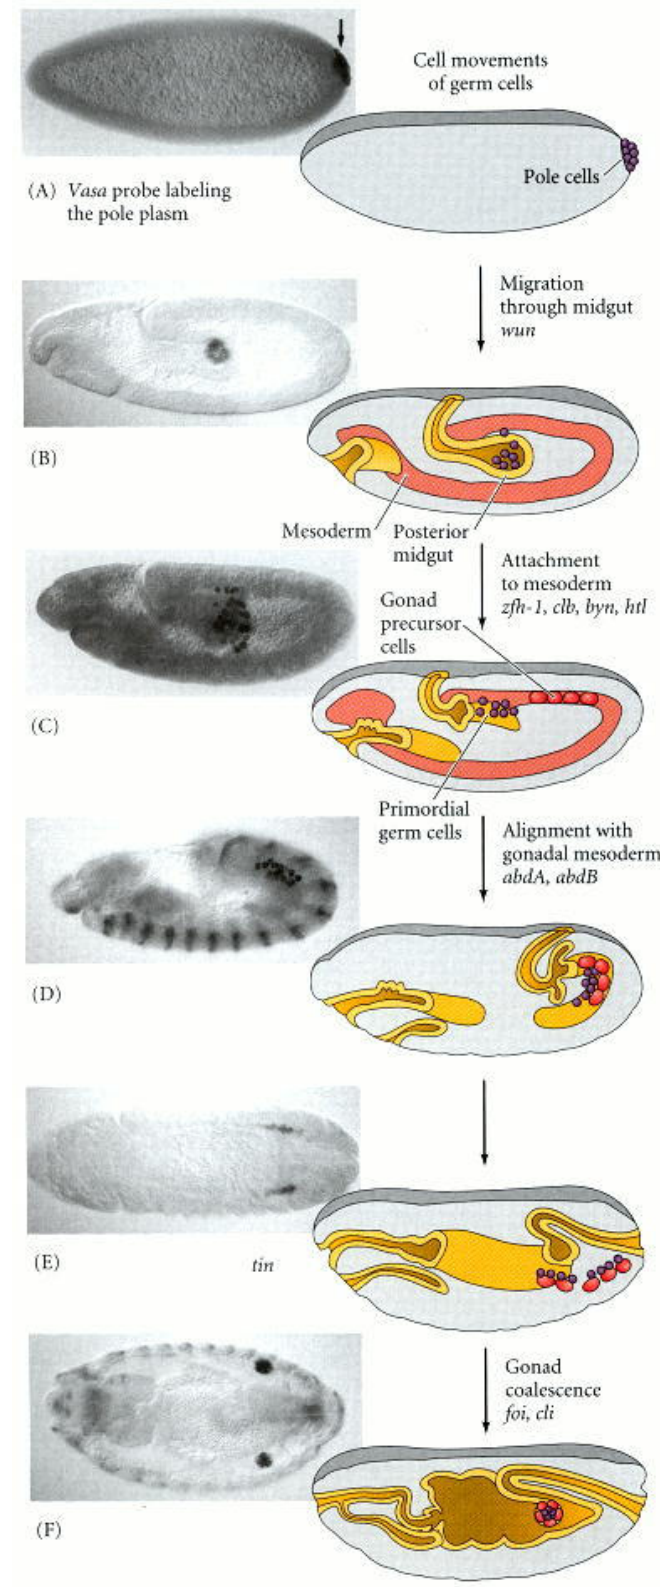 Cell movements
of germ cells
(A) Vasa probe labeling
the pole plasm
Pole cells
Migration
through midgut
wun
(B)
Mesoderm
Posterior
midgut
Attachment
to mesoderm
zfh-1, clb, byn, htl
Gonad
precursor
cells
(C)
Primordial
germ cells
Alignment with
gonadal mesoderm
abdA, abdB
(D)
(E)
tin
Gonad
coalescence
foi, cli
(F)